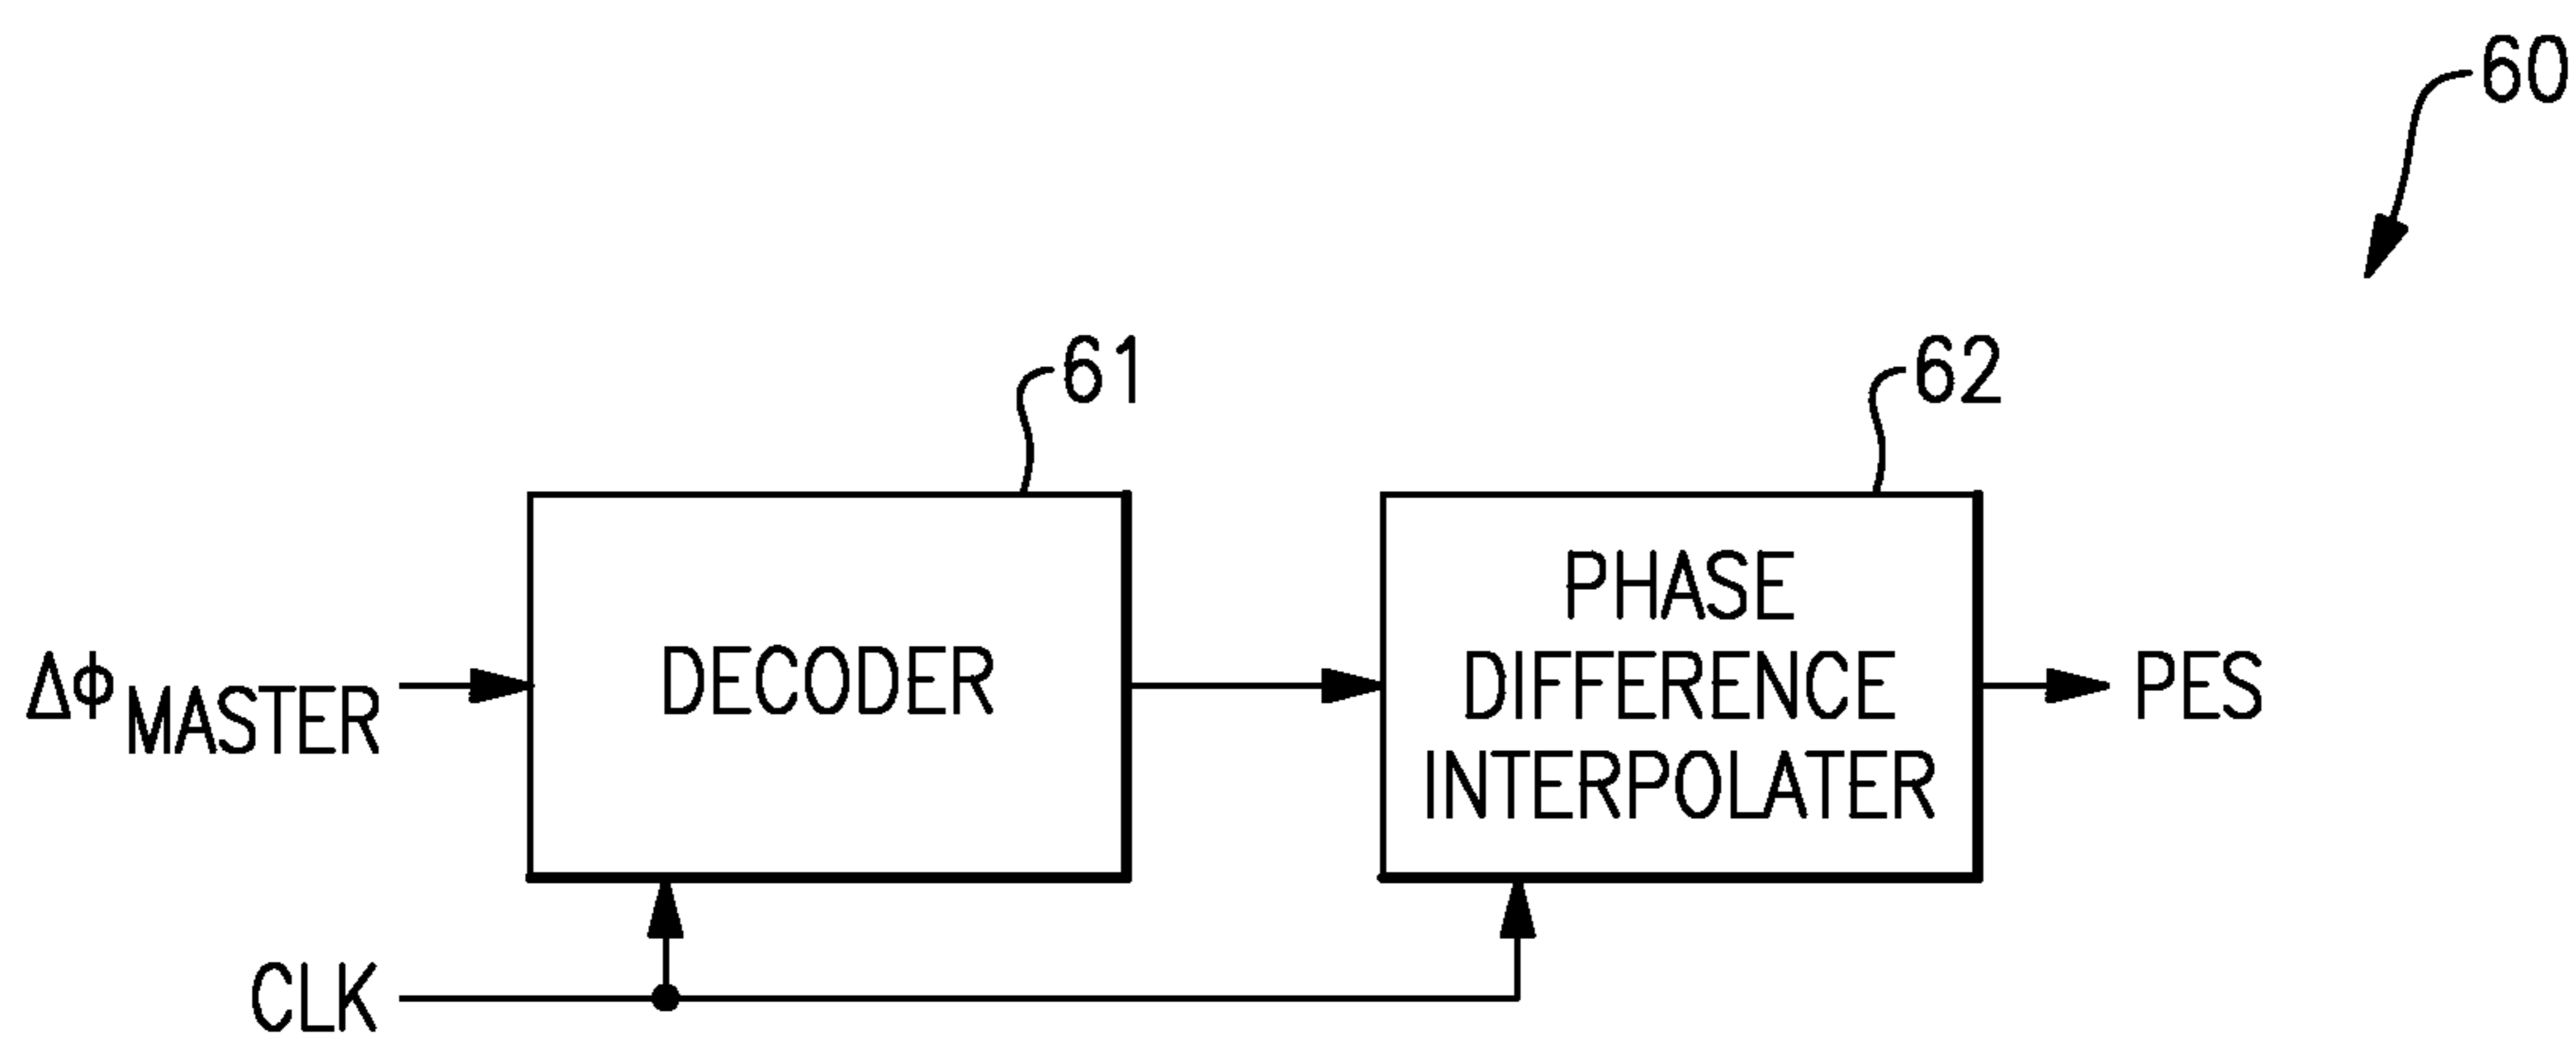 60
61
62
PHASE
DIFFERENCE
INTERPOLATER
DECODER
ΔΦMASTER
PES
CLK